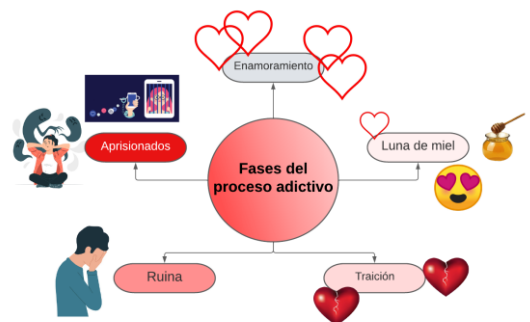 Enamoramiento
Aprisionados
Luna de miel
Fases del
proceso adictivo
Ruina
Traición